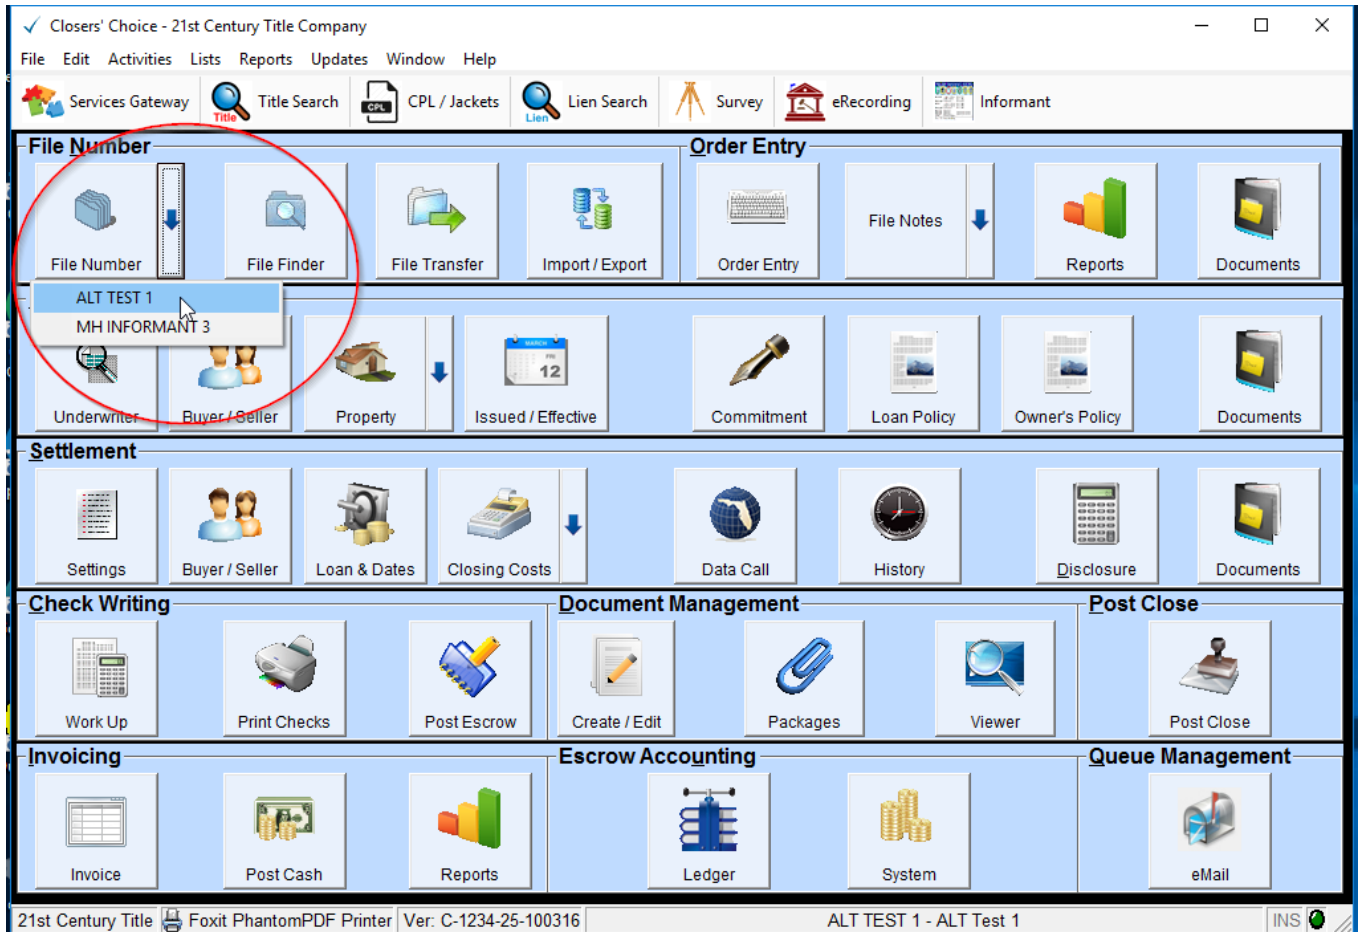 Closers' Choice - 21st Century Title Company
File Edit Activities Lists Reports Updates Window Help
Services Gateway Title Title Search CPL CPL / Jackets Lien Lien Search Survey eRecording Informant
File Number Order Entry
File Number File Finder File Transfer Import / Export Order Entry File Notes Reports Documents
ALT TEST 1
MH INFORMANT 3
MARCH
FRI
12
Underwriter Buyer / Seller Property Issued / Effective Commitment Loan Policy Owner's Policy Documents
Settlement
Settings Buyer / Seller Loan & Dates Closing Costs Data Call History Disclosure Documents
Check Writing Document Management Post Close
Work Up Print Checks Post Escrow Create / Edit Packages Viewer Post Close
Invoicing Escrow Accounting Queue Management
Invoice Post Cash Reports Ledger System eMail
21st Century Title Foxit PhantomPDF Printer Ver: C-1234-25-100316 ALT TEST 1 - ALT Test 1 INS